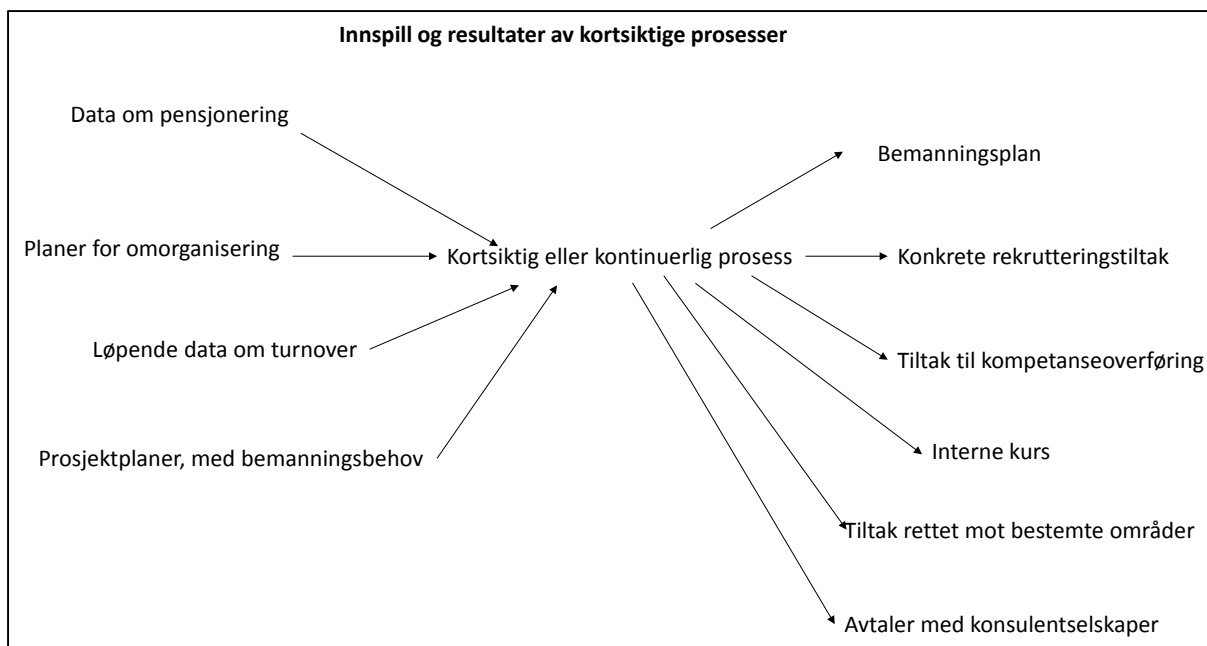 Innspill og resultater av kortsiktige prosesser
Data om pensjonering
Planer for omorganisering
Løpende data om turnover
Prosjektplaner, med bemanningsbehov
Kortsiktig eller kontinuerlig prosess
Bemanningsplan
Konkrete rekrutteringstiltak
Tiltak til kompetanseoverføring
Interne kurs
Tiltak rettet mot bestemte områder
Avtaler med konsulentselskaper